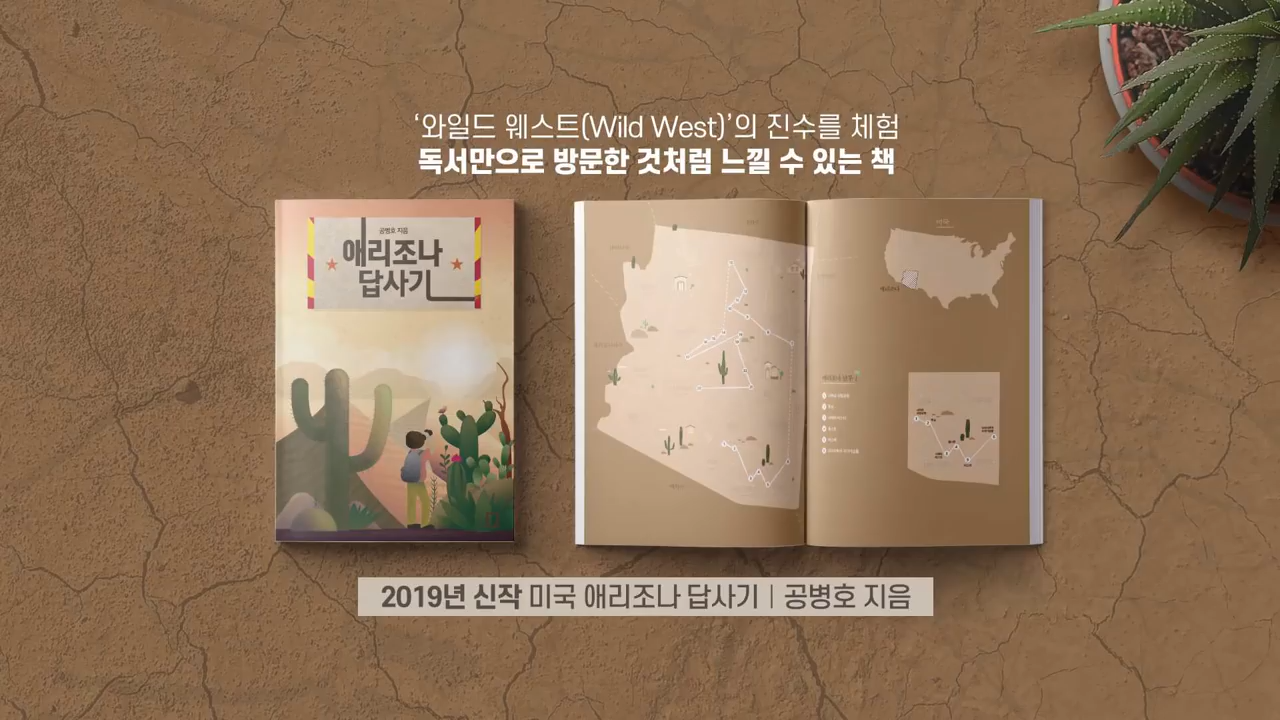 ‘와일드 웨스트(Wild West)’의 진수를 체험
독서만으로 방문한 것처럼 느낄 수 있는 책
공병호 지음
애리조나
답사기
2019년 신작 미국 애리조나 답사기 | 공병호 지음